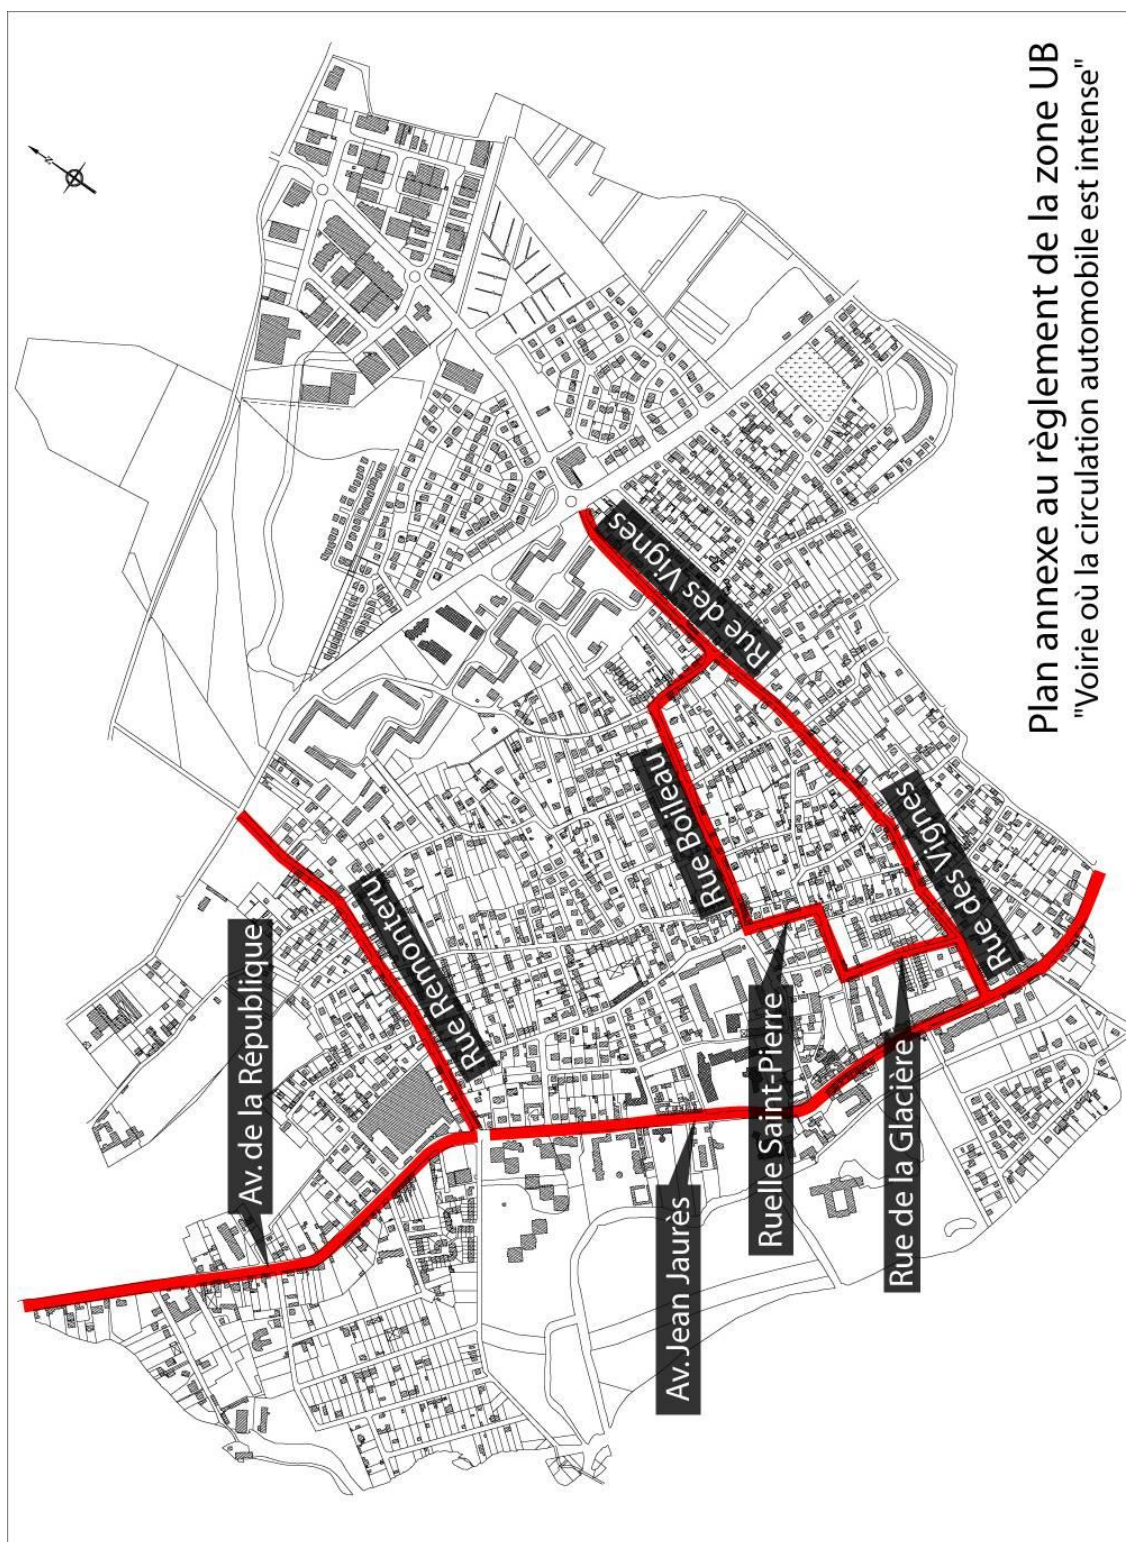 Plan annexe au règlement de la zone UB
"Voirie où la circulation automobile est intense"
N
Av. de la République
Rue Remonteru
Av. Jean Jaurès
Ruelle Saint-Pierre
Rue de la Glacière
Rue Boileau
Rue des Vignes
Rue des Vignes